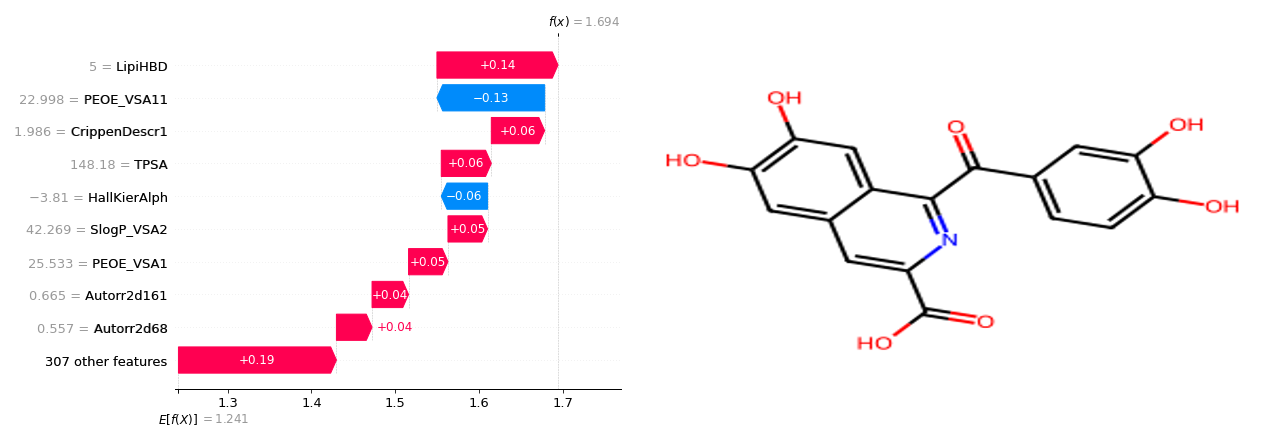 f(x) = 1.694
5 = LipiHBD
+0.14
22.998 = PEOE_VSA11
−0.13
1.986 = CrippenDescr1
+0.06
148.18 = TPSA
+0.06
−3.81 = HallKierAlph
−0.06
42.269 = SlogP_VSA2
+0.05
25.533 = PEOE_VSA1
+0.05
0.665 = Autorr2d161
+0.04
0.557 = Autorr2d68
+0.04
307 other features
+0.19
1.3 1.4 1.5 1.6 1.7
E[f(X)] = 1.241
OH
HO
O
OH
OH
N
O
HO